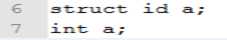 6 struct id a;
7 int a;